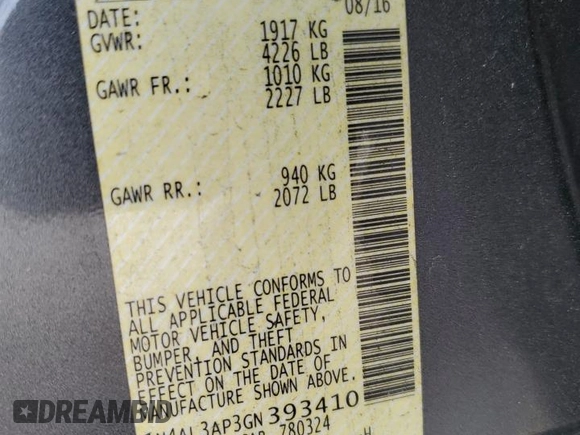 DATE: 08/16
GVWR: 1917 KG
4226 LB
GAWR FR.: 1010 KG
2227 LB
GAWR RR.: 940 KG
2072 LB
THIS VEHICLE CONFORMS TO
ALL APPLICABLE FEDERAL
MOTOR VEHICLE SAFETY,
BUMPER, AND THEFT
PREVENTION STANDARDS IN
EFFECT ON THE DATE OF
MANUFACTURE SHOWN ABOVE.
1N4AL3AP3GN393410
780324
DREAMBID